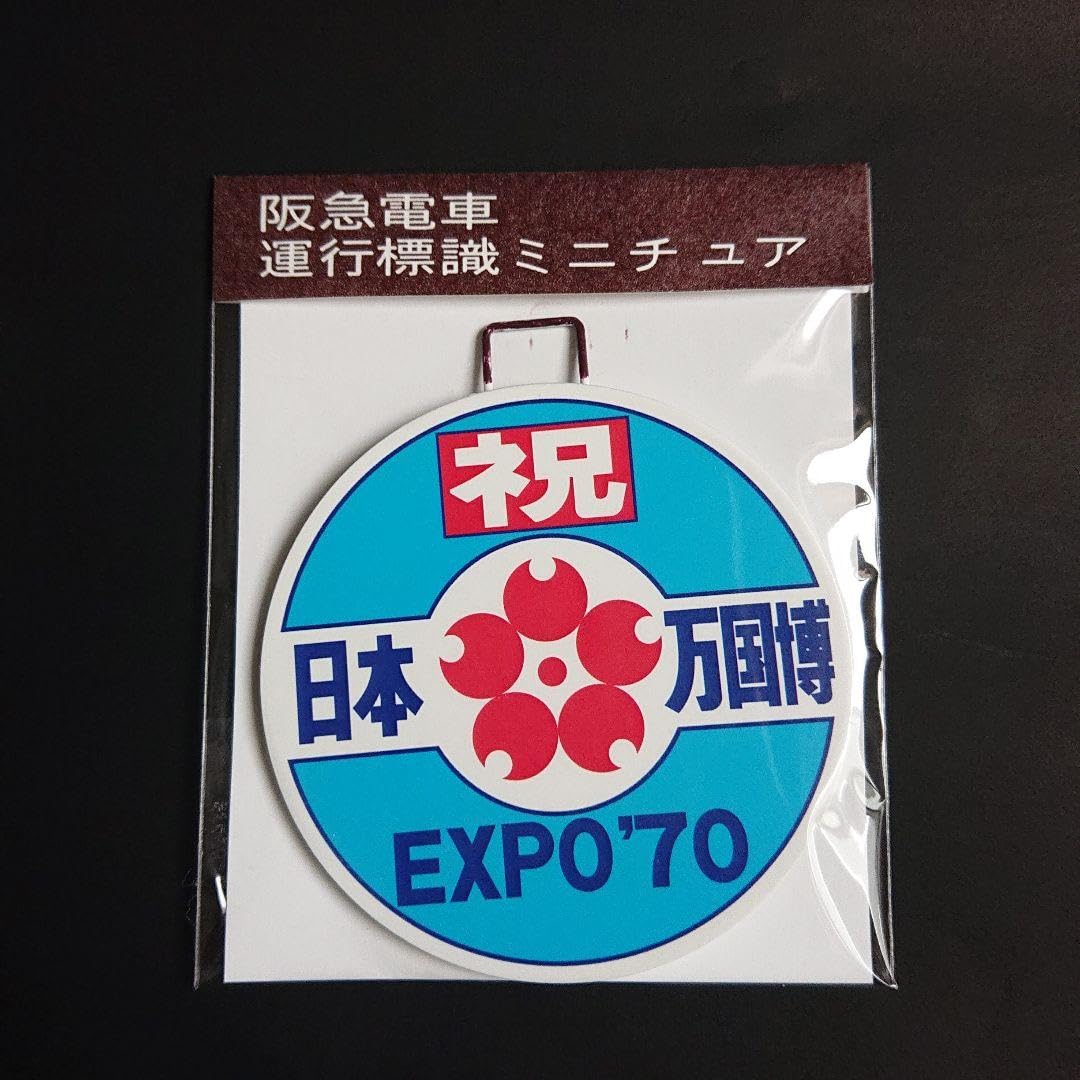 阪急電車
運行標識ミニチュア
祝
日本 万国博
EXPO'70